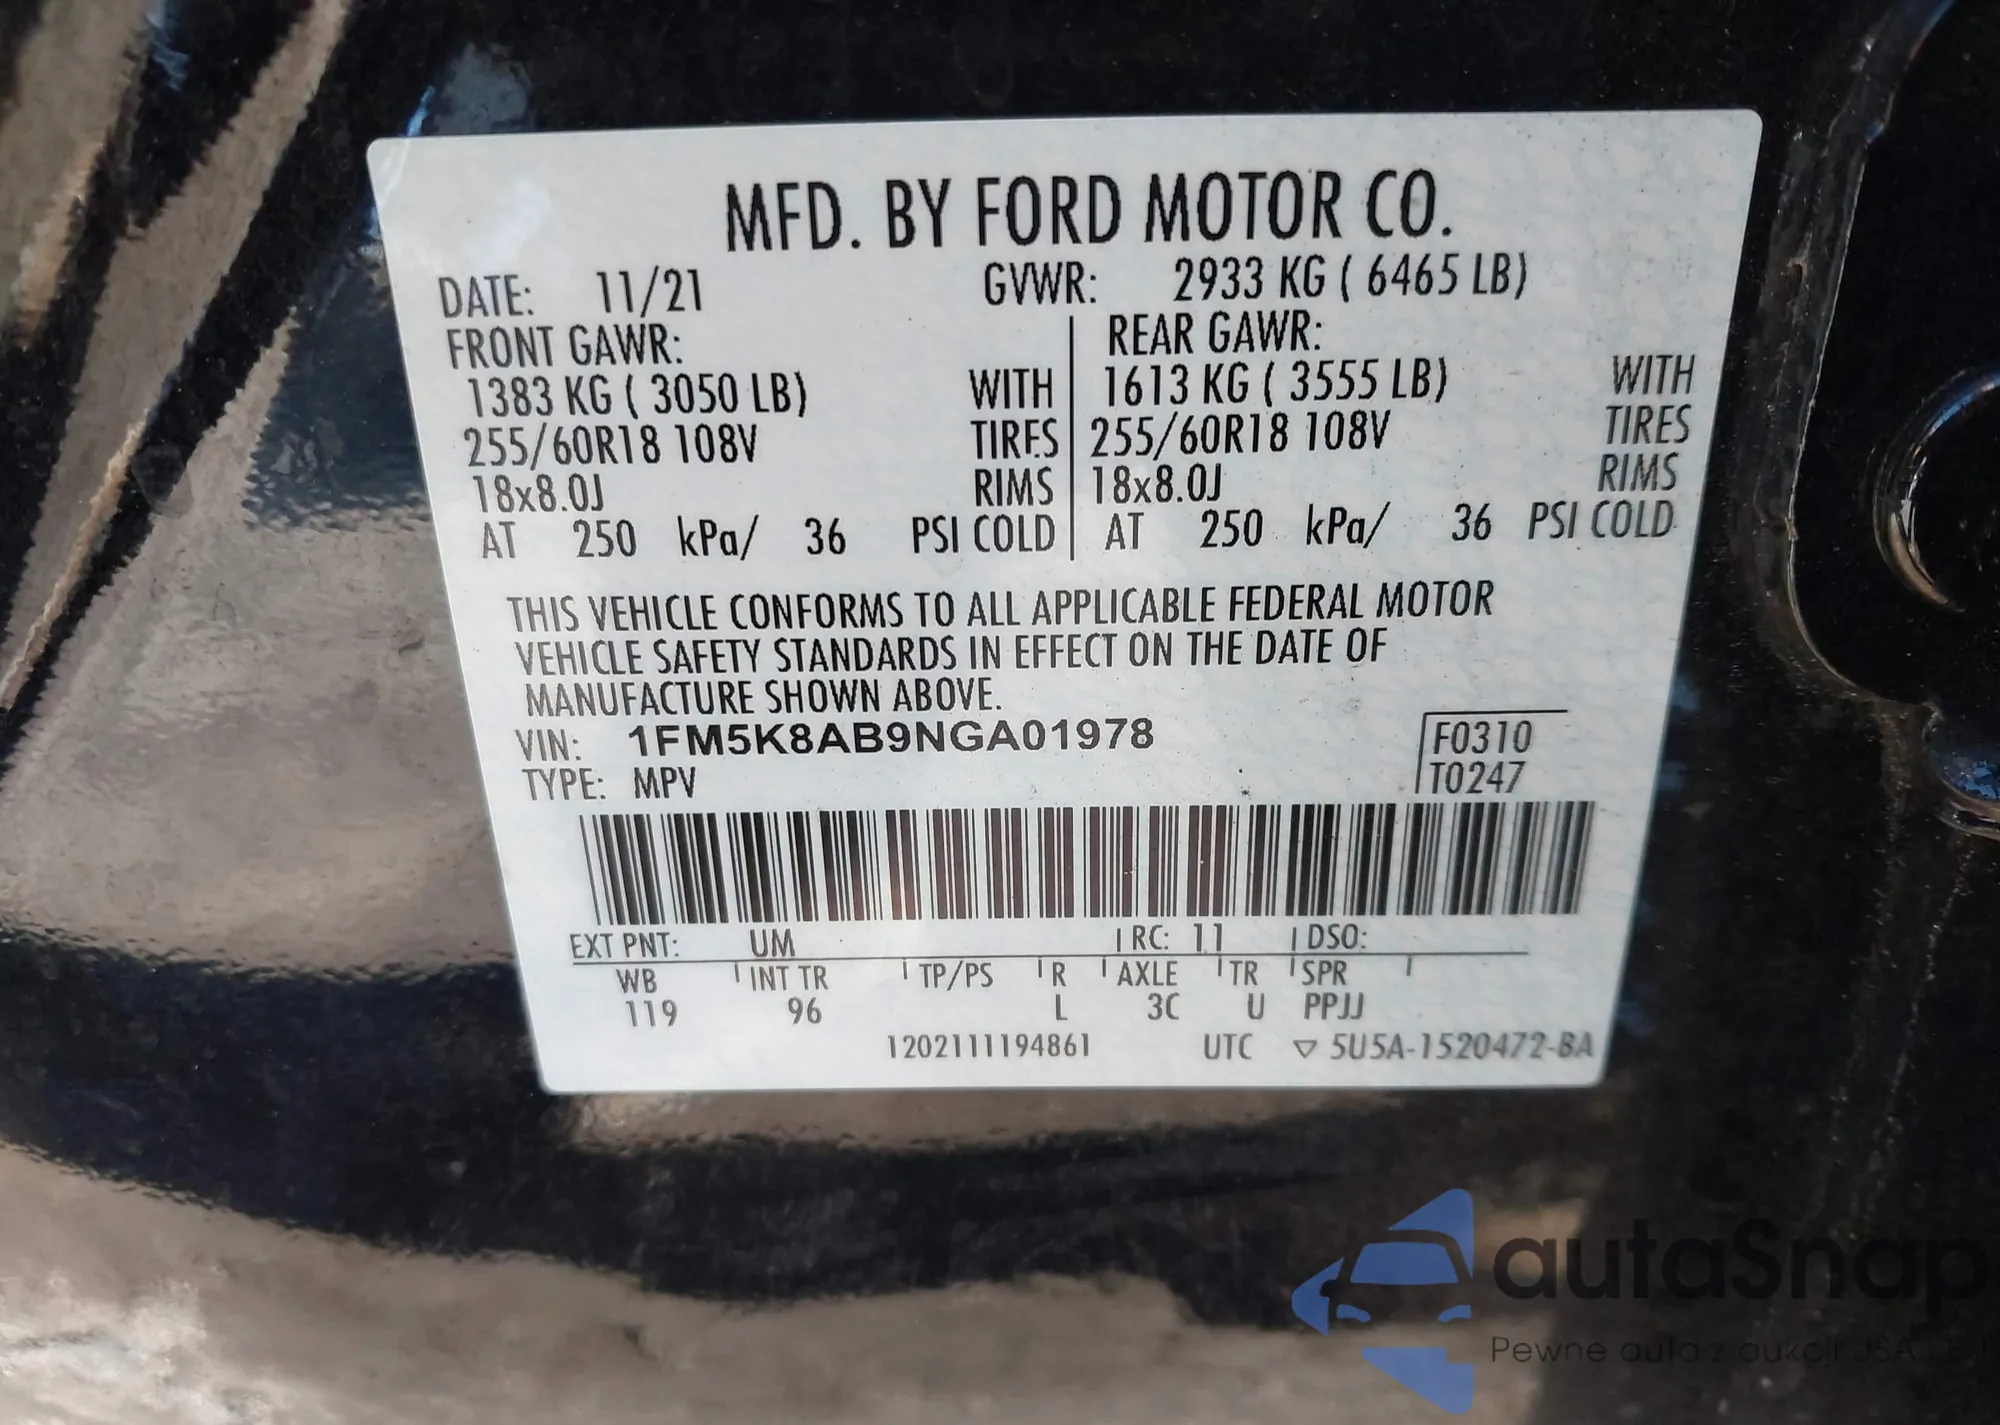 MFD. BY FORD MOTOR CO.
DATE: 11/21 GVWR: 2933 KG ( 6465 LB)
FRONT GAWR: REAR GAWR:
1383 KG ( 3050 LB) WITH 1613 KG ( 3555 LB) WITH
255/60R18 108V TIRES 255/60R18 108V TIRES
18x8.0J RIMS 18x8.0J RIMS
AT 250 kPa/ 36 PSI COLD AT 250 kPa/ 36 PSI COLD
THIS VEHICLE CONFORMS TO ALL APPLICABLE FEDERAL MOTOR
VEHICLE SAFETY STANDARDS IN EFFECT ON THE DATE OF
MANUFACTURE SHOWN ABOVE.
VIN: 1FM5K8AB9NGA01978 F0310
TYPE: MPV T0247
EXT PNT: UM RC: 11 DSO:
WB INT TR TP/PS R AXLE TR SPR
119 96 L 3C U PPJJ
1202111194861 UTC ▽ 5U5A-1520472-BA
autaSnap
Pewne auta z aukcji USA